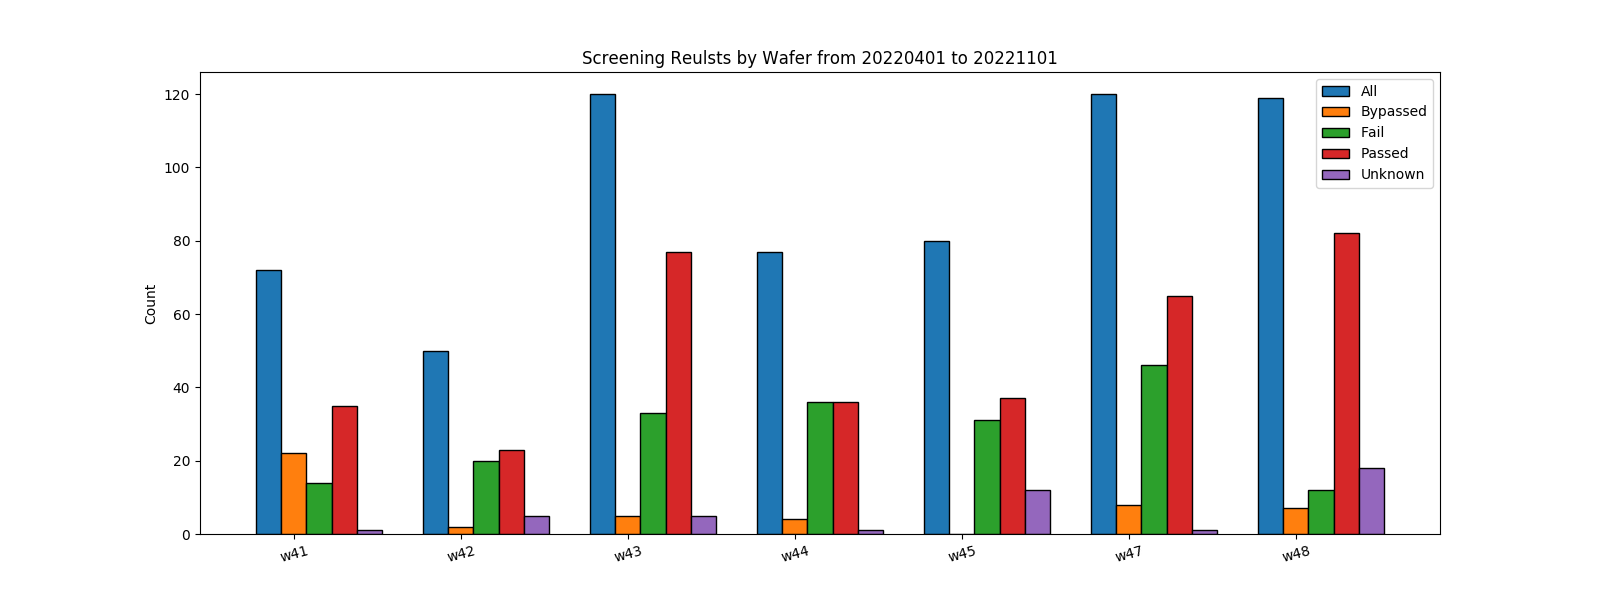 Screening Reulsts by Wafer from 20220401 to 20221101
120
100
80
60
40
20
0
Count
w41
w42
w43
w44
w45
w47
w48
All
Bypassed
Fail
Passed
Unknown